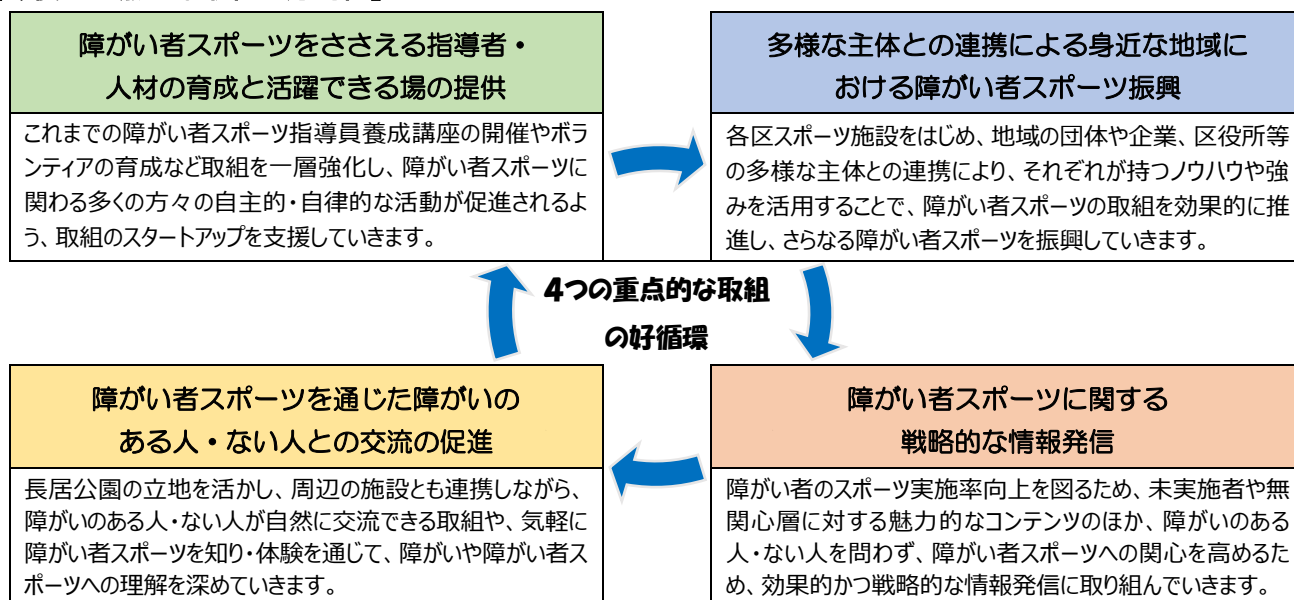 障がい者スポーツをささえる指導者・
人材の育成と活躍できる場の提供
これまでの障がい者スポーツ指導員養成講座の開催やボラ
ンティアの育成など取組を一層強化し、障がい者スポーツに
関わる多くの方々の自主的・自律的な活動が促進されるよ
う、取組のスタートアップを支援していきます。
多様な主体との連携による身近な地域に
おける障がい者スポーツ振興
各区スポーツ施設をはじめ、地域の団体や企業、区役所等
の多様な主体との連携により、それぞれが持つノウハウや強
みを活用することで、障がい者スポーツの取組を効果的に推
進し、さらなる障がい者スポーツを振興していきます。
4つの重点的な取組
の好循環
障がい者スポーツを通じた障がいの
ある人・ない人との交流の促進
長居公園の立地を活かし、周辺の施設とも連携しながら、
障がいのある人・ない人が自然に交流できる取組や、気軽に
障がい者スポーツを知り・体験を通じて、障がいや障がい者ス
ポーツへの理解を深めていきます。
障がい者スポーツに関する
戦略的な情報発信
障がい者のスポーツ実施率向上を図るため、未実施者や無
関心層に対する魅力的なコンテンツのほか、障がいのある
人・ない人を問わず、障がい者スポーツへの関心を高めるた
め、効果的かつ戦略的な情報発信に取り組んでいきます。